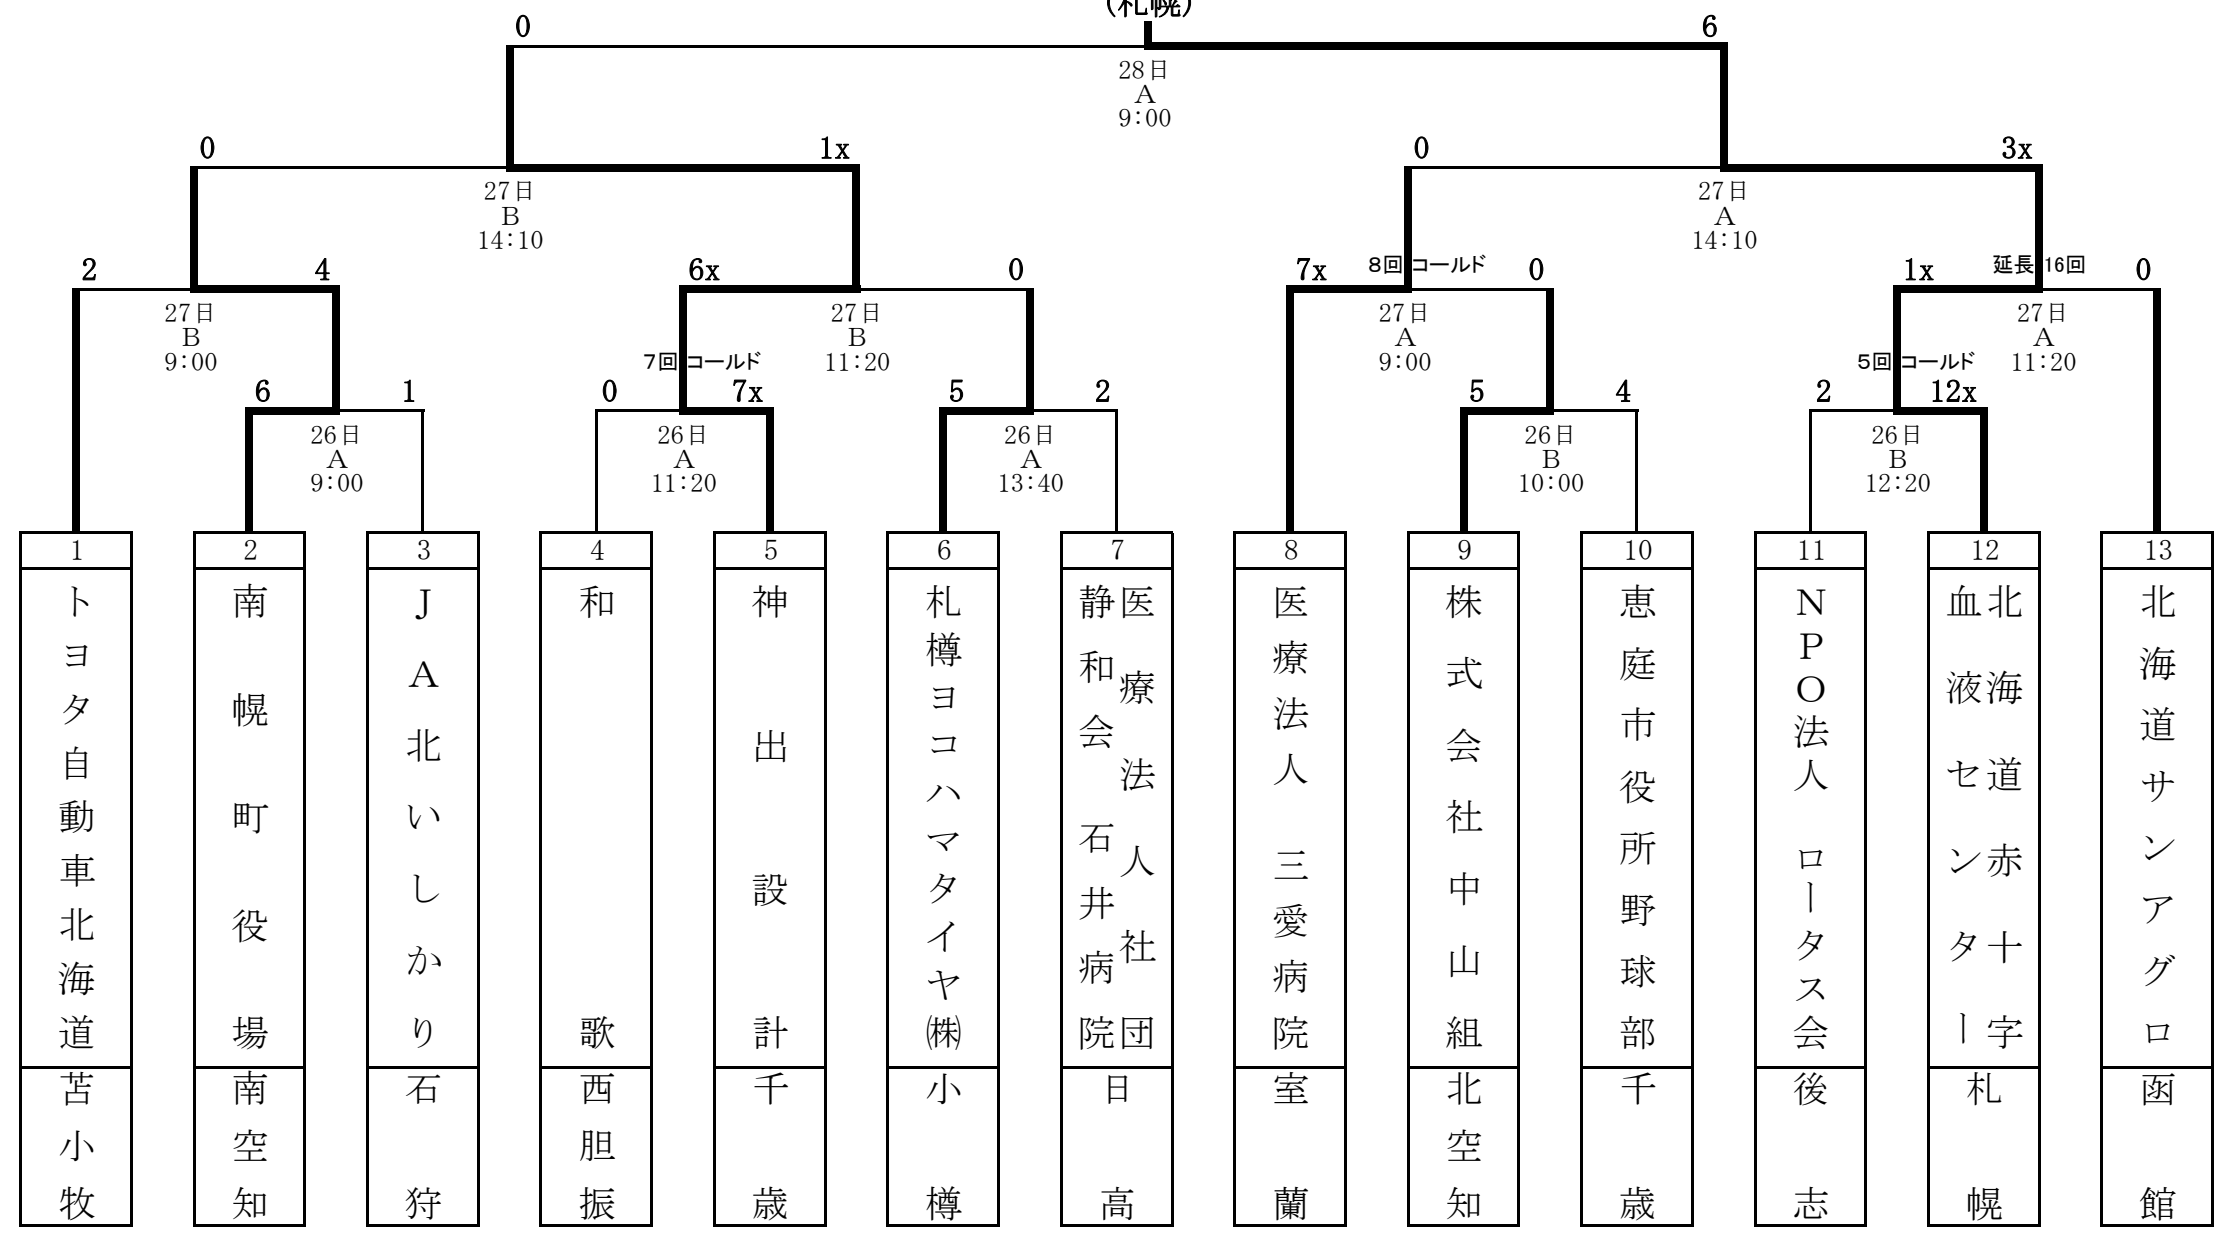 (札幌)
0 6
28日
A
9:00
0 1x 0 3x
27日 27日
B A
14:10 14:10
2 4 6x 0 7x 8回 コールド 0 1x 延長 16回 0
27日 27日 27日 27日
B B A A
9:00 11:20 9:00 11:20
7回 コールド 5回 コールド
6 1 0 7x 5 2 5 4 2 12x
26日 26日 26日 26日 26日
A A A B B
9:00 11:20 13:40 10:00 12:20
1 2 3 4 5 6 7 8 9 10 11 12 13
トヨタ自動車北海道
南幌町役場
JA北いしかり
和歌
神出設計
札樽ヨコハマタイヤ㈱
医療法人社団
静和会 石井病院
医療法人 三愛病院
株式会社中山組
恵庭市役所野球部
NPO法人 ロータス会
北海道赤十字
血液センター
北海道サンアグロ
苫小牧
南空知
石狩
西胆振
千歳
小樽
日高
室蘭
北空知
千歳
後志
札幌
函館